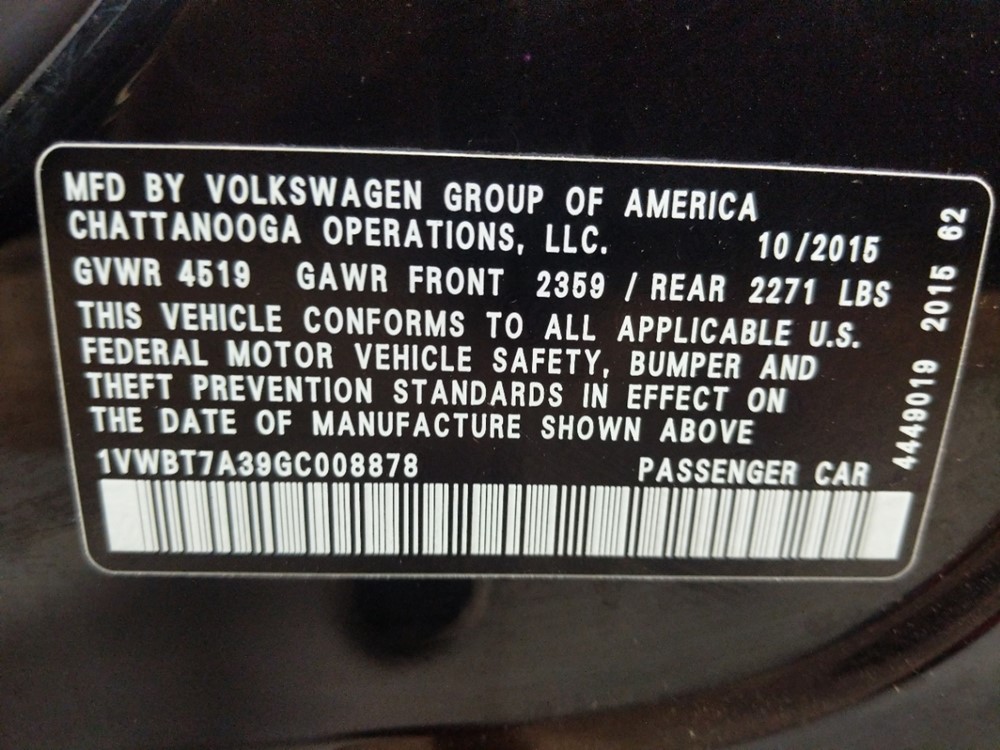 MFD BY VOLKSWAGEN GROUP OF AMERICA
CHATTANOOGA OPERATIONS, LLC. 10/2015
GVWR 4519 GAWR FRONT 2359 / REAR 2271 LBS
THIS VEHICLE CONFORMS TO ALL APPLICABLE U.S.
FEDERAL MOTOR VEHICLE SAFETY, BUMPER AND
THEFT PREVENTION STANDARDS IN EFFECT ON
THE DATE OF MANUFACTURE SHOWN ABOVE
1VWBT7A39GC008878 PASSENGER CAR
4449019 2015 62